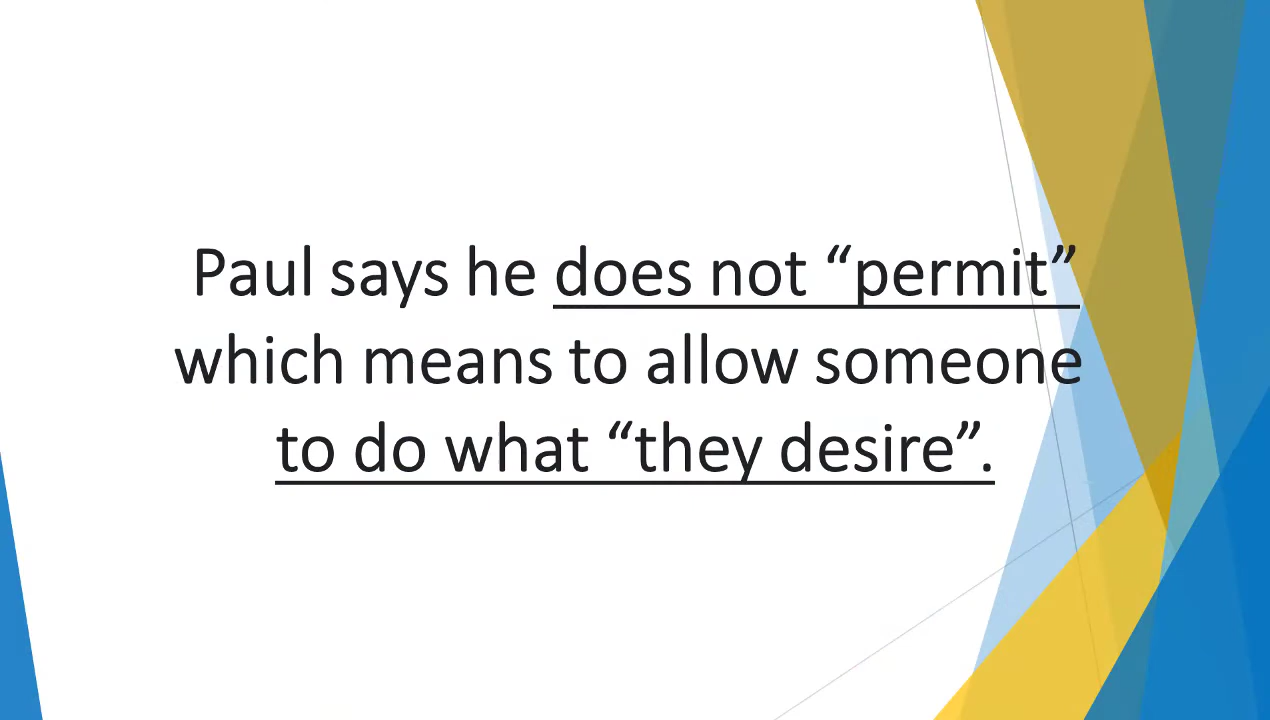 Paul says he does not “permit”
which means to allow someone
to do what “they desire”.